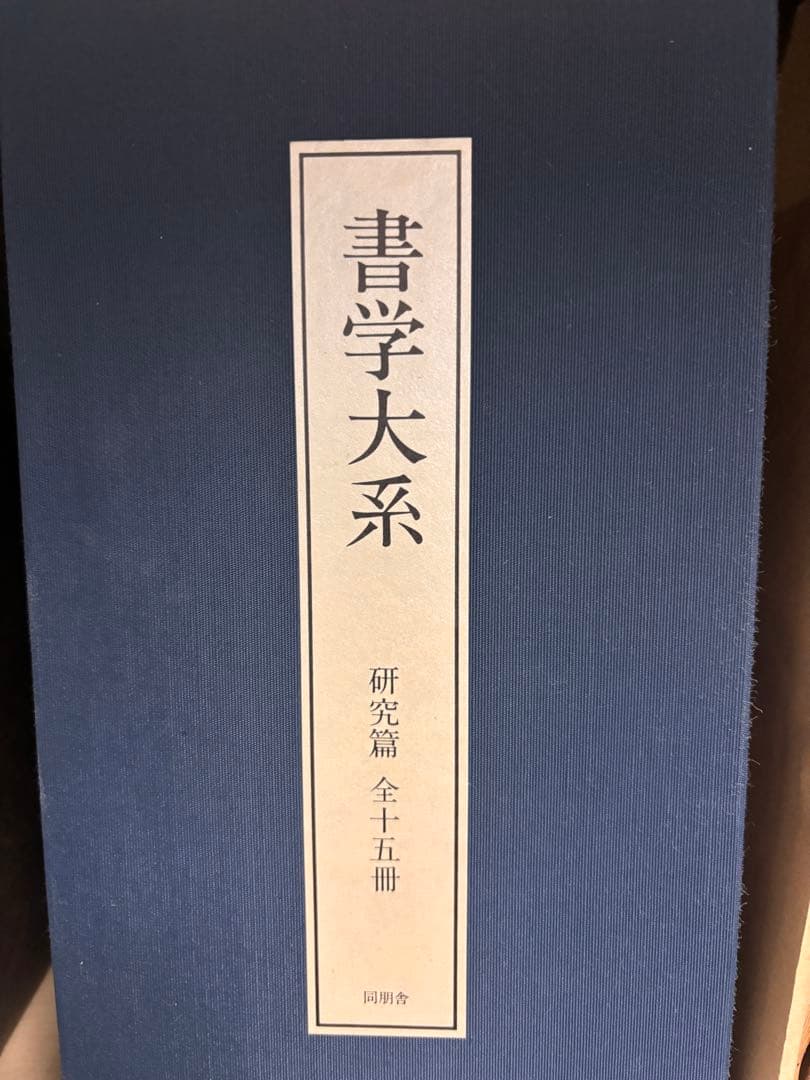 書学大系
研究篇 全十五冊
同朋舎